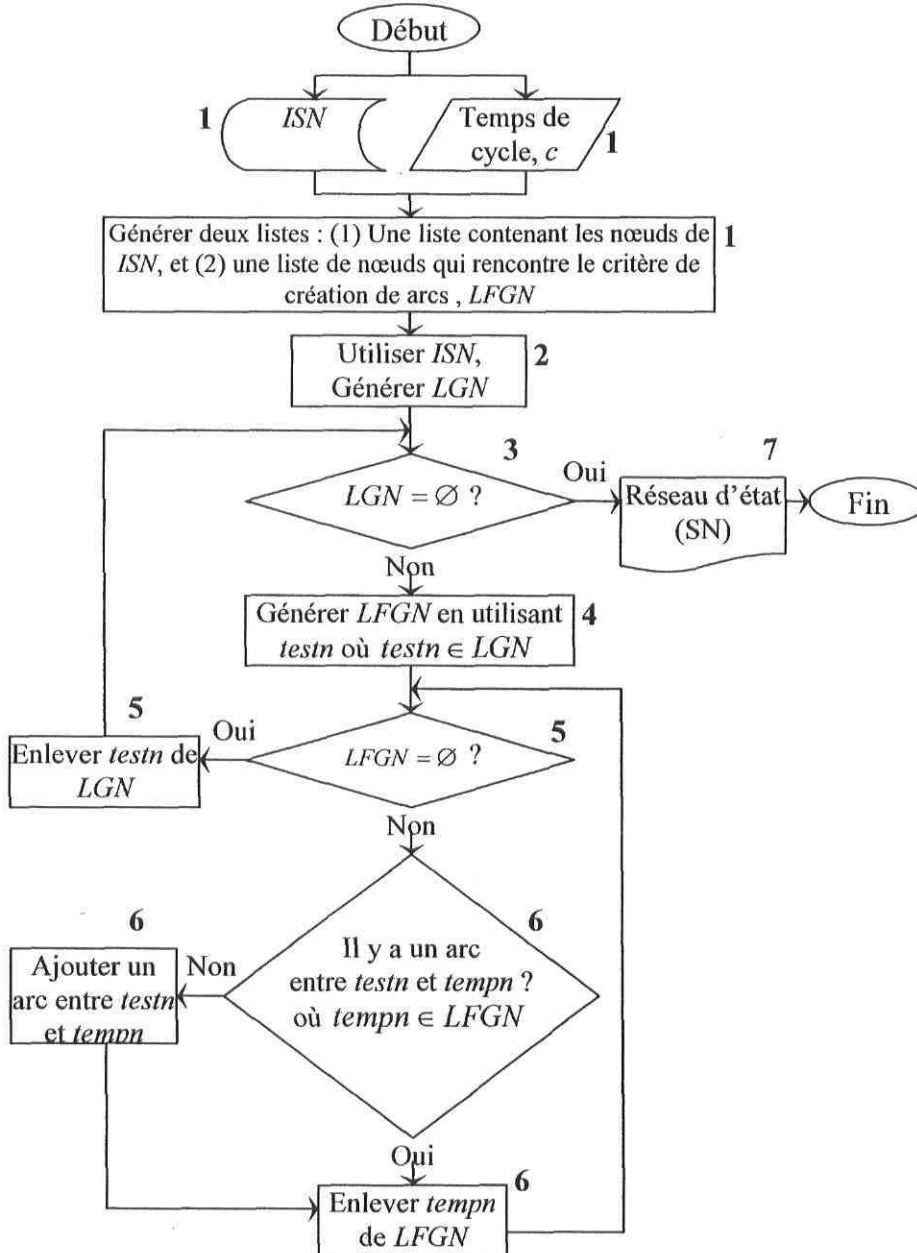 Début
1
ISN
Temps de
cycle, c
1
Générer deux listes : (1) Une liste contenant les nœuds de
ISN, et (2) une liste de nœuds qui rencontre le critère de
création de arcs , LFGN
1
Utiliser ISN,
Générer LGN
2
3
LGN = ∅ ?
Oui
7
Réseau d'état
(SN)
Fin
Non
Générer LFGN en utilisant
testn où testn ∈ LGN
4
5
Enlever testn de
LGN
Oui
5
LFGN = ∅ ?
Non
6
Ajouter un
arc entre testn
et tempn
Non
6
Il y a un arc
entre testn et tempn ?
où tempn ∈ LFGN
Oui
6
Enlever tempn
de LFGN